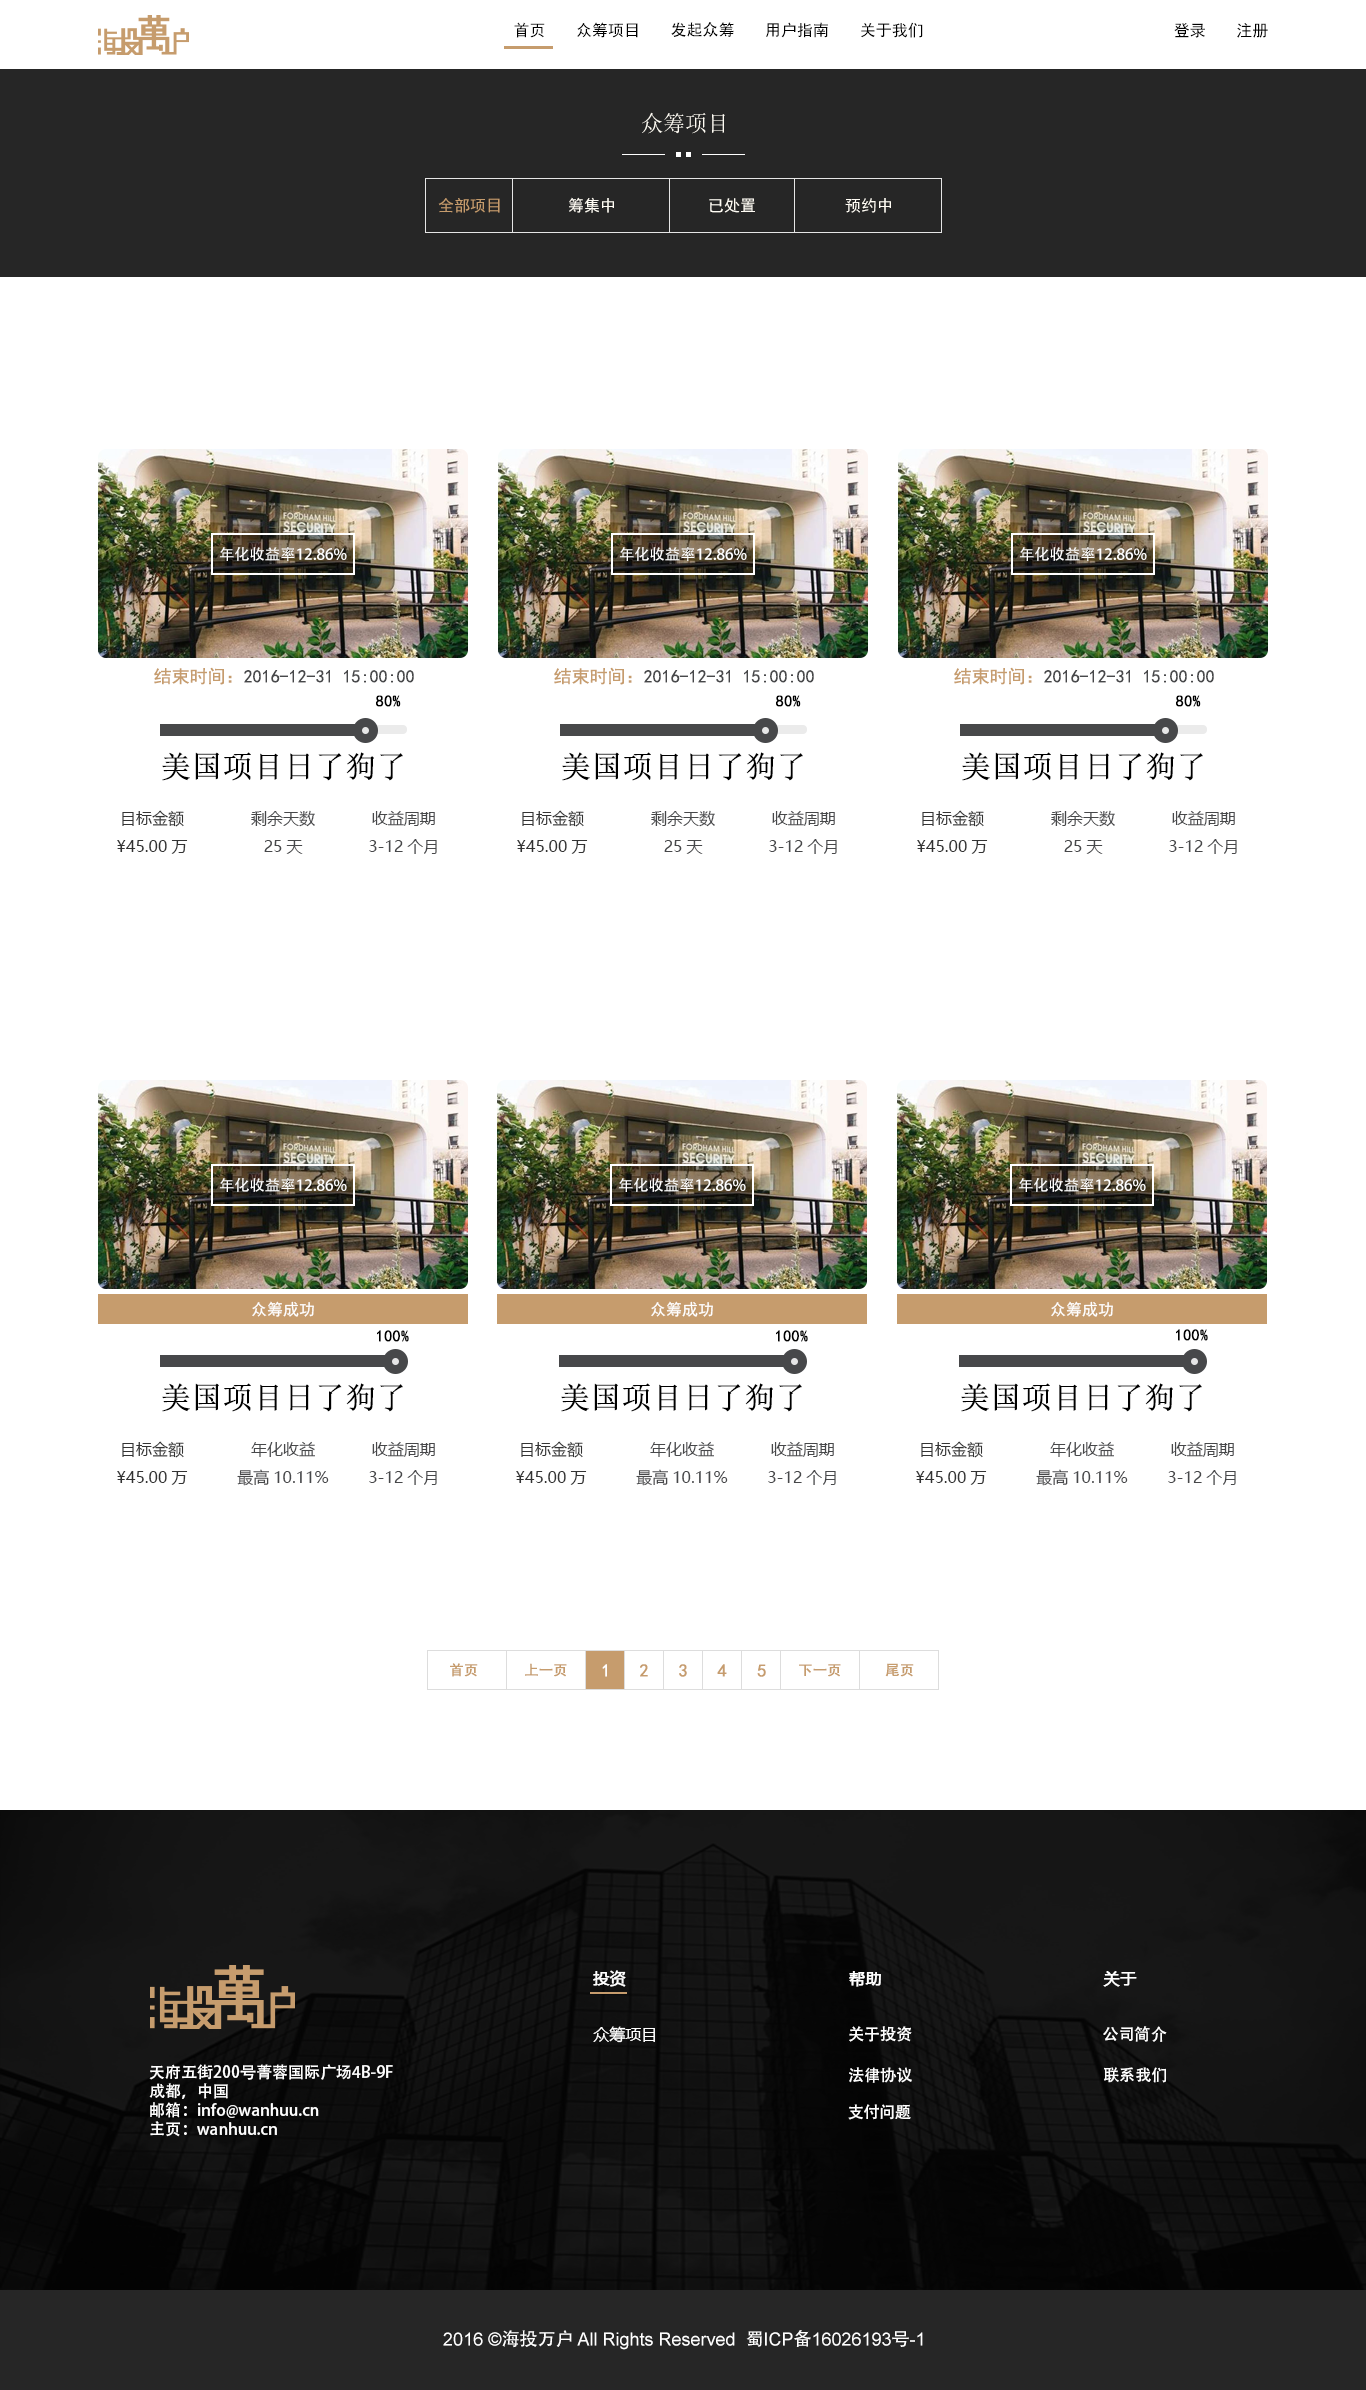 海投萬户
首页 众筹项目 发起众筹 用户指南 关于我们 登录 注册
众筹项目
全部项目 筹集中 已处置 预约中
FORDHAM HILL FORDHAM HILL FORDHAM HILL
SECURITY SECURITY SECURITY
年化收益率12.86% 年化收益率12.86% 年化收益率12.86%
结束时间：2016-12-31 15:00:00 结束时间：2016-12-31 15:00:00 结束时间：2016-12-31 15:00:00
80% 80% 80%
美国项目日了狗了 美国项目日了狗了 美国项目日了狗了
目标金额 剩余天数 收益周期 目标金额 剩余天数 收益周期 目标金额 剩余天数 收益周期
¥45.00 万 25 天 3-12 个月 ¥45.00 万 25 天 3-12 个月 ¥45.00 万 25 天 3-12 个月
FORDHAM HILL FORDHAM HILL FORDHAM HILL
SECURITY SECURITY SECURITY
年化收益率12.86% 年化收益率12.86% 年化收益率12.86%
众筹成功 众筹成功 众筹成功
100% 100% 100%
美国项目日了狗了 美国项目日了狗了 美国项目日了狗了
目标金额 年化收益 收益周期 目标金额 年化收益 收益周期 目标金额 年化收益 收益周期
¥45.00 万 最高 10.11% 3-12 个月 ¥45.00 万 最高 10.11% 3-12 个月 ¥45.00 万 最高 10.11% 3-12 个月
首页 上一页 1 2 3 4 5 下一页 尾页
海投萬户
天府五街200号菁蓉国际广场4B-9F
成都，中国
邮箱：info@wanhuu.cn
主页：wanhuu.cn
投资
众筹项目
帮助
关于投资
法律协议
支付问题
关于
公司简介
联系我们
2016 ©海投万户 All Rights Reserved 蜀ICP备16026193号-1